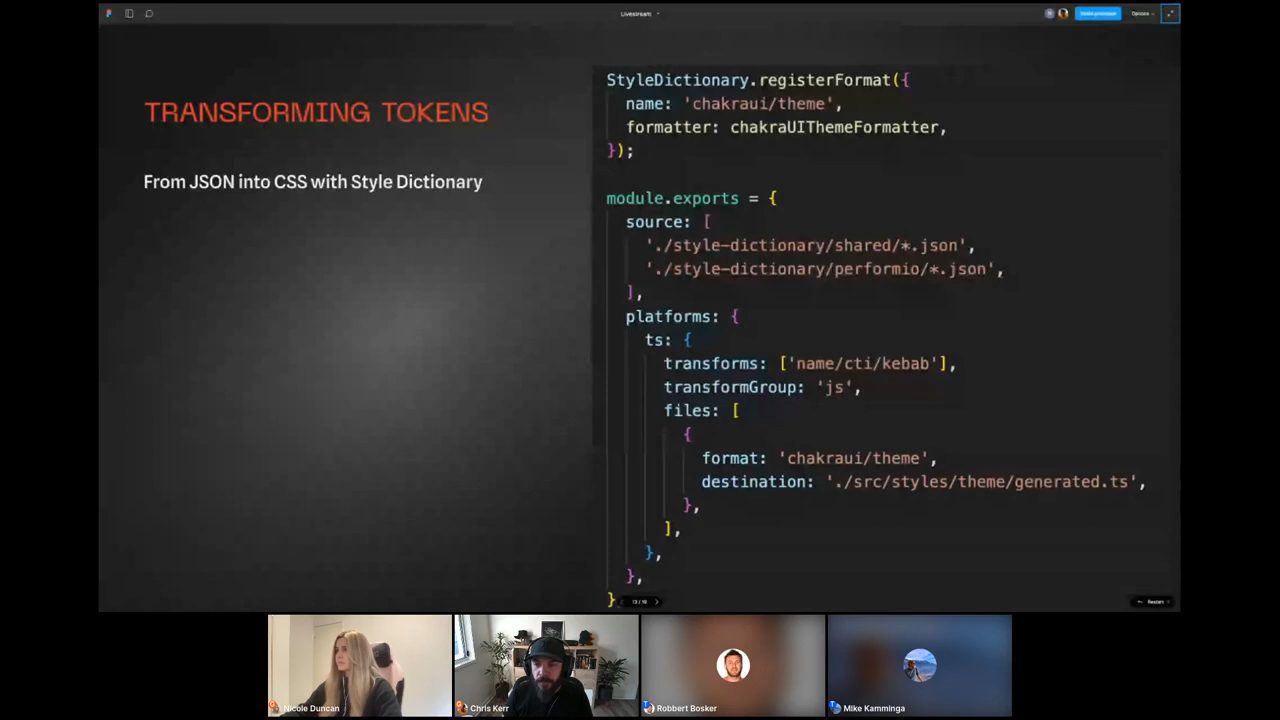 Livestream
Options
TRANSFORMING TOKENS
From JSON into CSS with Style Dictionary
StyleDictionary.registerFormat({
name: 'chakraui/theme',
formatter: chakraUIThemeFormatter,
});
module.exports = {
source: [
'./style-dictionary/shared/*.json',
'./style-dictionary/performio/*.json',
],
platforms: {
ts: {
transforms: ['name/cti/kebab'],
transformGroup: 'js',
files: [
{
format: 'chakraui/theme',
destination: './src/styles/theme/generated.ts',
},
],
},
},
}
Restart
Nicole Duncan
Chris Kerr
Robbert Bosker
Mike Kamminga